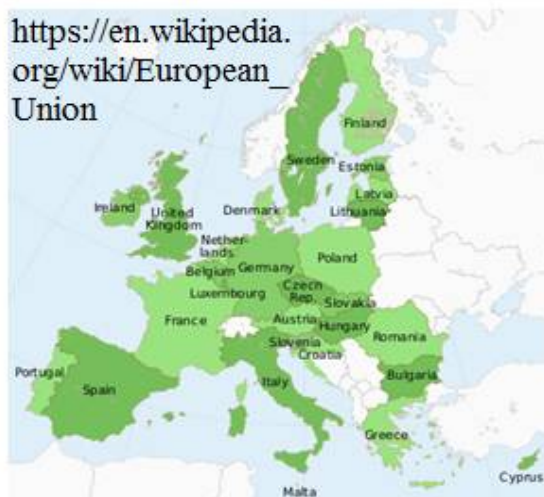 https://en.wikipedia.
org/wiki/European_
Union
Finland
Sweden
Estonia
Latvia
Lithuania
Denmark
Ireland
United
Kingdom
Nether-
lands
Belgium
Germany
Poland
Luxembourg
Czech
Rep.
Slovakia
France
Austria
Hungary
Slovenia
Romania
Croatia
Portugal
Spain
Italy
Bulgaria
Greece
Cyprus
Malta